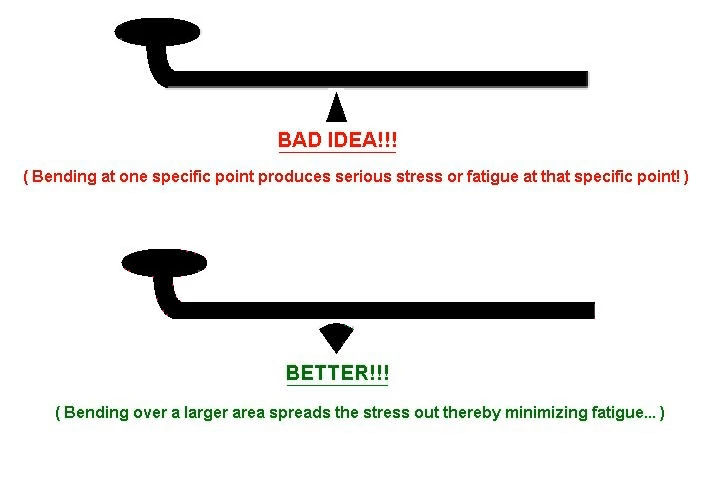 BAD IDEA!!!
( Bending at one specific point produces serious stress or fatigue at that specific point! )
BETTER!!!
( Bending over a larger area spreads the stress out thereby minimizing fatigue... )